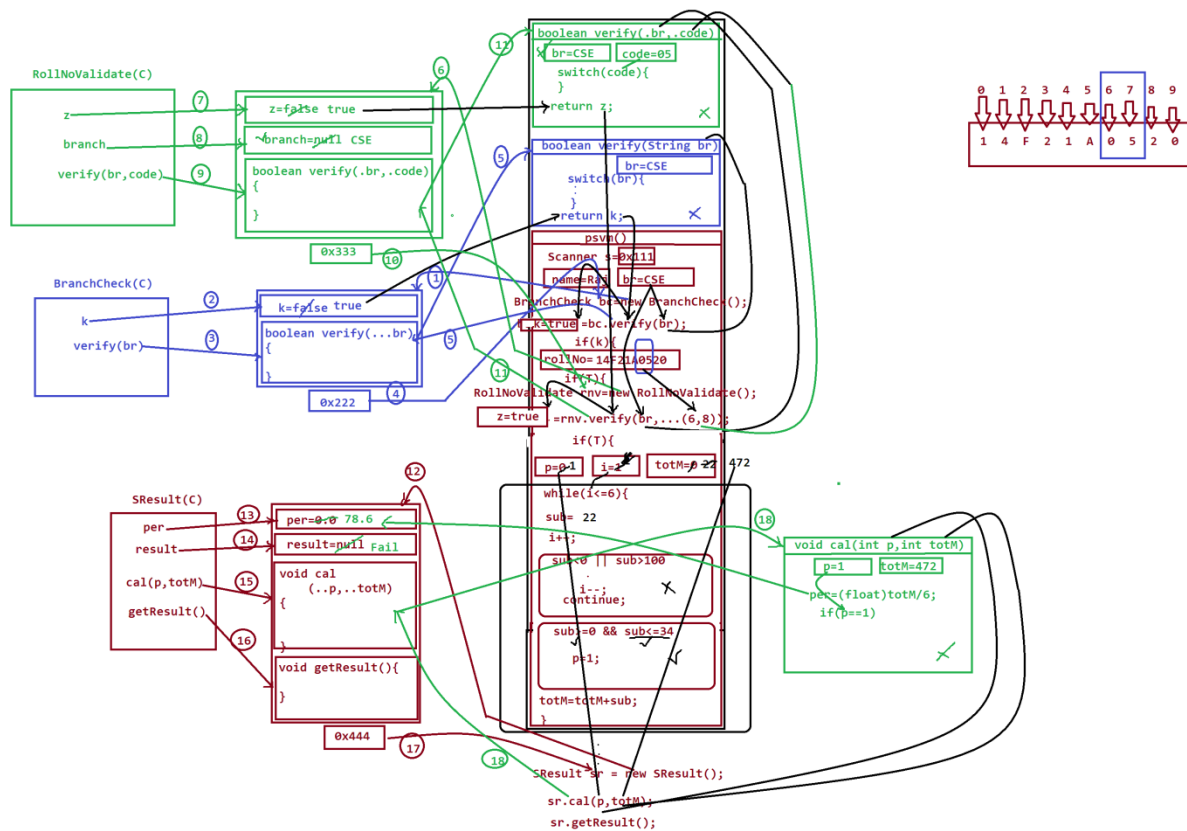 RollNoValidate(C)
z
branch
verify(br,code)
7
8
9
6
z=false true
branch=null CSE
boolean verify(.br,.code)
{
}
0x333
10
11
boolean verify(.br,.code)
br=CSE
code=05
switch(code){
}
return z;
boolean verify(String br)
br=CSE
switch(br){
:
}
return k;
5
0 1 2 3 4 5 6 7 8 9
1 4 F 2 1 A 0 5 2 0
BranchCheck(C)
k
verify(br)
2
3
1
k=false true
boolean verify(...br)
{
}
0x222
4
5
11
psvm()
Scanner s=0x111
name=Raj
br=CSE
BranchCheck bc=new BranchCheck();
k=true =bc.verify(br);
if(k){
rollNo=14F21A0520
if(T){
RollNoValidate rnv=new RollNoValidate();
z=true .=rnv.verify(br,...(6,8));
if(T){
p=0 1
i=1
totM=0 22 472
while(i<=6){
sub= 22
i++;
sub<0 || sub>100
.
i--;
continue;
sub>=0 && sub<=34
p=1;
totM=totM+sub;
}
:
SResult sr = new SResult();
sr.cal(p,totM);
sr.getResult();
SResult(C)
per
result
cal(p,totM)
getResult()
12
13
14
15
16
per=0.0 78.6
result=null Fail
void cal
(..p,..totM)
{
}
void getResult(){
}
0x444
17
18
18
void cal(int p,int totM)
p=1
totM=472
per=(float)totM/6;
if(p==1)